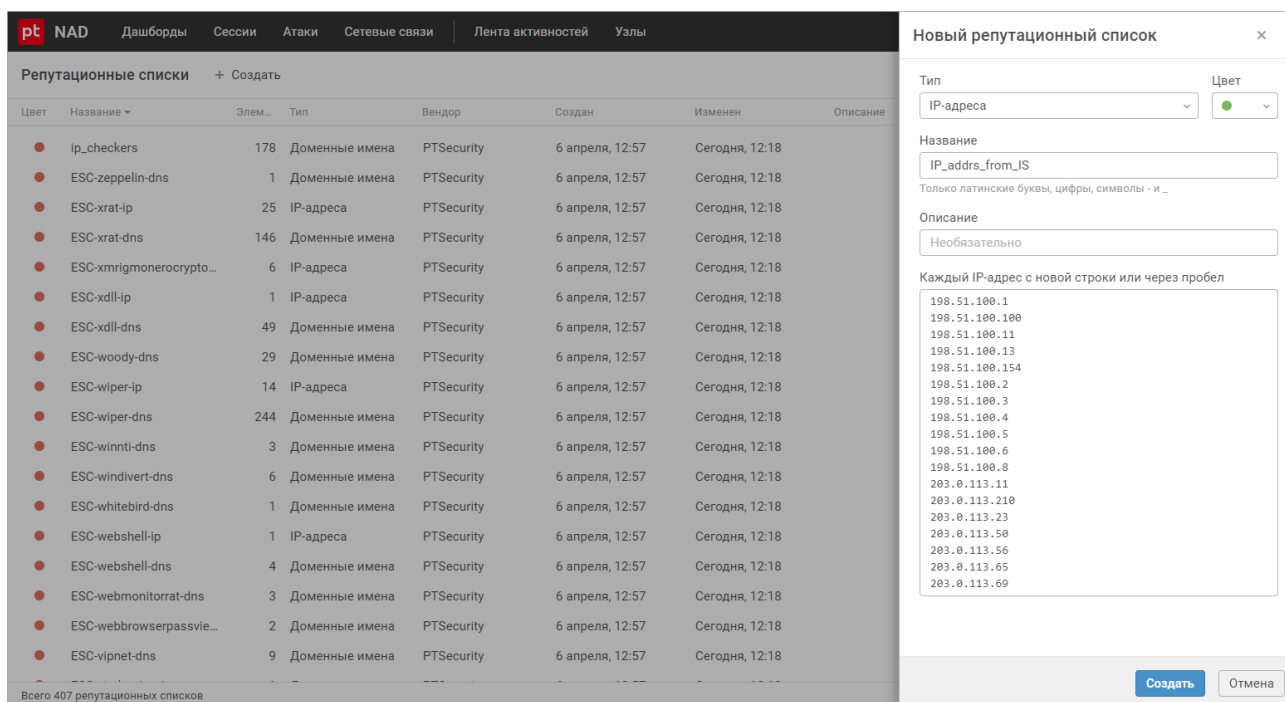 pt NAD Дашборды Сессии Атаки Сетевые связи Лента активностей Узлы
Репутационные списки + Создать
Цвет Название Элем... Тип Вендор Создан Изменен Описание
ip_checkers 178 Доменные имена PTSecurity 6 апреля, 12:57 Сегодня, 12:18
ESC-zeppelin-dns 1 Доменные имена PTSecurity 6 апреля, 12:57 Сегодня, 12:18
ESC-xrat-ip 25 IP-адреса PTSecurity 6 апреля, 12:57 Сегодня, 12:18
ESC-xrat-dns 146 Доменные имена PTSecurity 6 апреля, 12:57 Сегодня, 12:18
ESC-xmrigmonerocrypto... 6 IP-адреса PTSecurity 6 апреля, 12:57 Сегодня, 12:18
ESC-xdll-ip 1 IP-адреса PTSecurity 6 апреля, 12:57 Сегодня, 12:18
ESC-xdll-dns 49 Доменные имена PTSecurity 6 апреля, 12:57 Сегодня, 12:18
ESC-woody-dns 29 Доменные имена PTSecurity 6 апреля, 12:57 Сегодня, 12:18
ESC-wiper-ip 14 IP-адреса PTSecurity 6 апреля, 12:57 Сегодня, 12:18
ESC-wiper-dns 244 Доменные имена PTSecurity 6 апреля, 12:57 Сегодня, 12:18
ESC-winnti-dns 3 Доменные имена PTSecurity 6 апреля, 12:57 Сегодня, 12:18
ESC-windivert-dns 6 Доменные имена PTSecurity 6 апреля, 12:57 Сегодня, 12:18
ESC-whitebird-dns 1 Доменные имена PTSecurity 6 апреля, 12:57 Сегодня, 12:18
ESC-webshell-ip 1 IP-адреса PTSecurity 6 апреля, 12:57 Сегодня, 12:18
ESC-webshell-dns 4 Доменные имена PTSecurity 6 апреля, 12:57 Сегодня, 12:18
ESC-webmonitorrat-dns 3 Доменные имена PTSecurity 6 апреля, 12:57 Сегодня, 12:18
ESC-webbrowserpassvie... 2 Доменные имена PTSecurity 6 апреля, 12:57 Сегодня, 12:18
ESC-vipnet-dns 9 Доменные имена PTSecurity 6 апреля, 12:57 Сегодня, 12:18
Всего 407 репутационных списков
Новый репутационный список ×
Тип Цвет
IP-адреса
Название
IP_addrs_from_IS
Только латинские буквы, цифры, символы - и _
Описание
Необязательно
Каждый IP-адрес с новой строки или через пробел
198.51.100.1
198.51.100.100
198.51.100.11
198.51.100.13
198.51.100.154
198.51.100.2
198.51.100.3
198.51.100.4
198.51.100.5
198.51.100.6
198.51.100.8
203.0.113.11
203.0.113.210
203.0.113.23
203.0.113.50
203.0.113.56
203.0.113.65
203.0.113.69
Создать Отмена